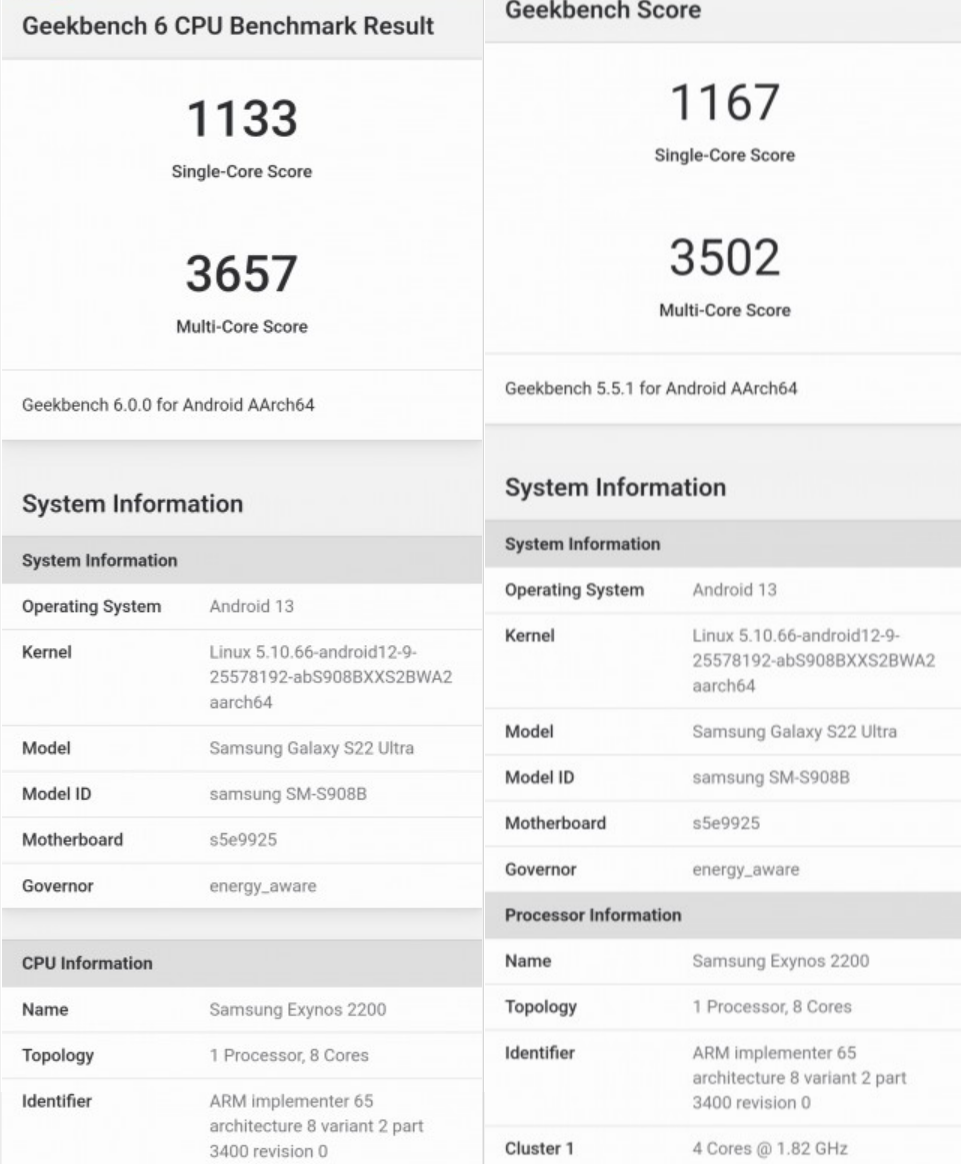 Geekbench 6 CPU Benchmark Result
1133
Single-Core Score
3657
Multi-Core Score
Geekbench 6.0.0 for Android AArch64
System Information
System Information
Operating System Android 13
Kernel Linux 5.10.66-android12-9-
25578192-abS908BXXS2BWA2
aarch64
Model Samsung Galaxy S22 Ultra
Model ID samsung SM-S908B
Motherboard s5e9925
Governor energy_aware
CPU Information
Name Samsung Exynos 2200
Topology 1 Processor, 8 Cores
Identifier ARM implementer 65
architecture 8 variant 2 part
3400 revision 0
Geekbench Score
1167
Single-Core Score
3502
Multi-Core Score
Geekbench 5.5.1 for Android AArch64
System Information
System Information
Operating System Android 13
Kernel Linux 5.10.66-android12-9-
25578192-abS908BXXS2BWA2
aarch64
Model Samsung Galaxy S22 Ultra
Model ID samsung SM-S908B
Motherboard s5e9925
Governor energy_aware
Processor Information
Name Samsung Exynos 2200
Topology 1 Processor, 8 Cores
Identifier ARM implementer 65
architecture 8 variant 2 part
3400 revision 0
Cluster 1 4 Cores @ 1.82 GHz